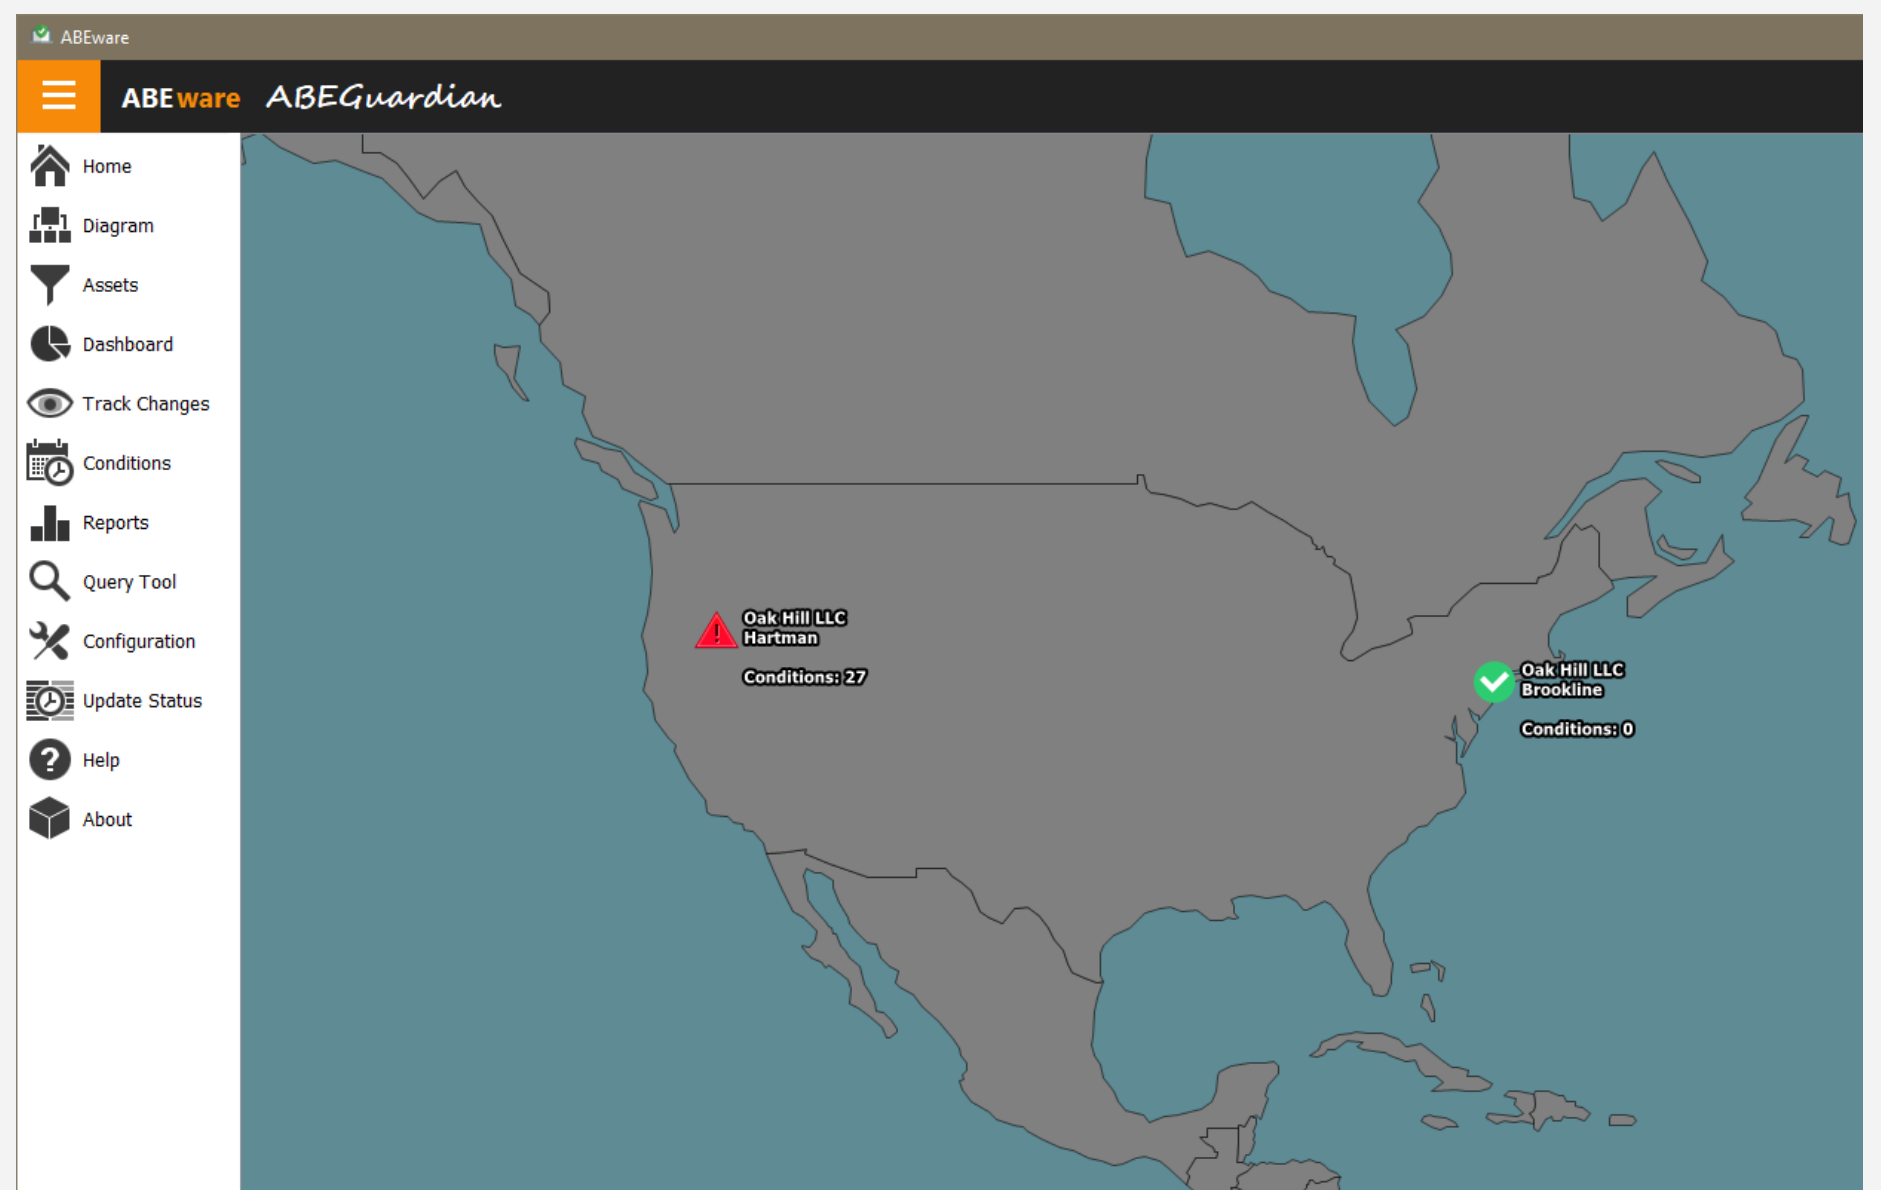 ABEware
ABEware ABEGuardian
Home
Diagram
Assets
Dashboard
Track Changes
Conditions
Reports
Query Tool
Configuration
Update Status
Help
About
Oak Hill LLC
Hartman
Conditions: 27
Oak Hill LLC
Brookline
Conditions: 0